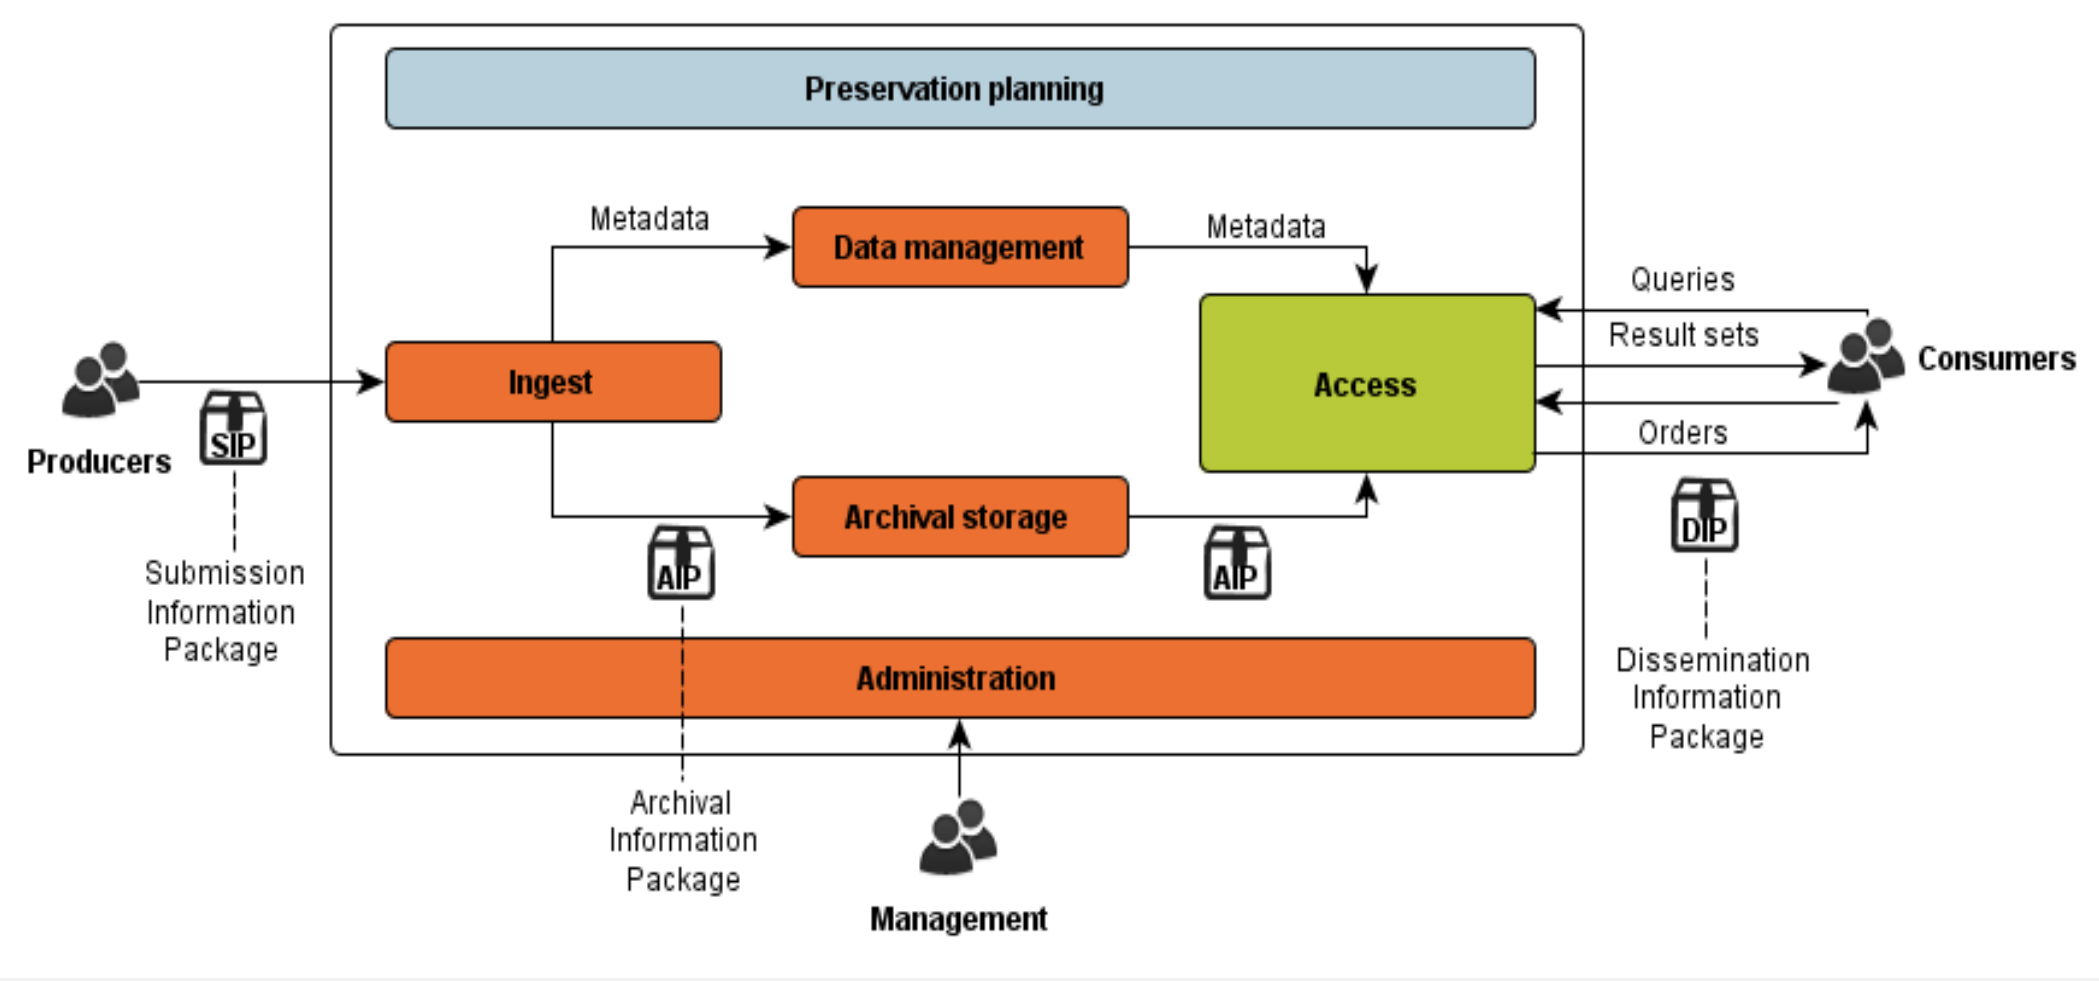 Preservation planning
Metadata
Data management
Metadata
Queries
Result sets
Consumers
Ingest
Access
Producers
SIP
Orders
Archival storage
DIP
AIP
AIP
Submission
Information
Package
Administration
Dissemination
Information
Package
Archival
Information
Package
Management